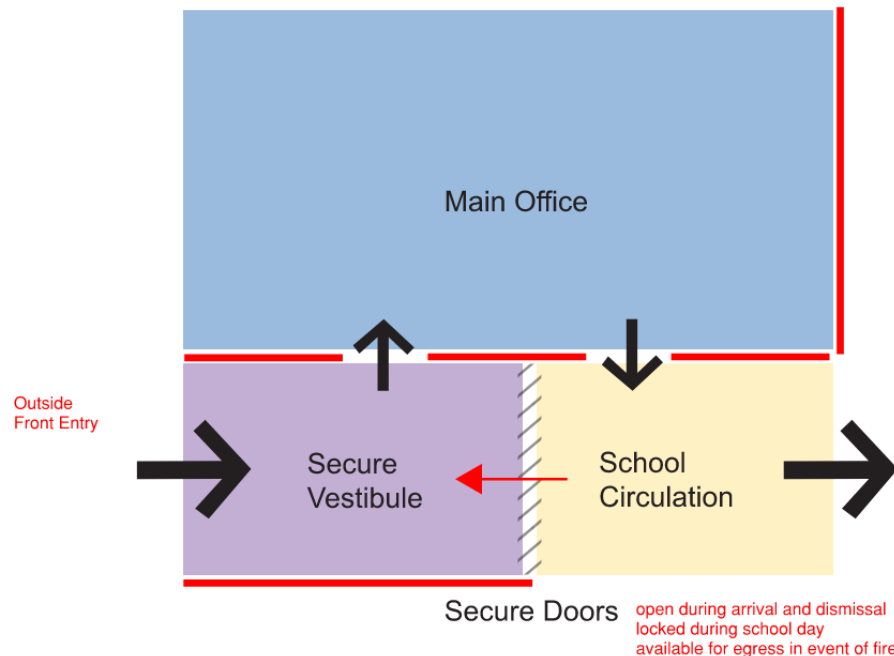 Main Office
Outside
Front Entry
Secure
Vestibule
School
Circulation
Secure Doors
open during arrival and dismissal
locked during school day
available for egress in event of fire